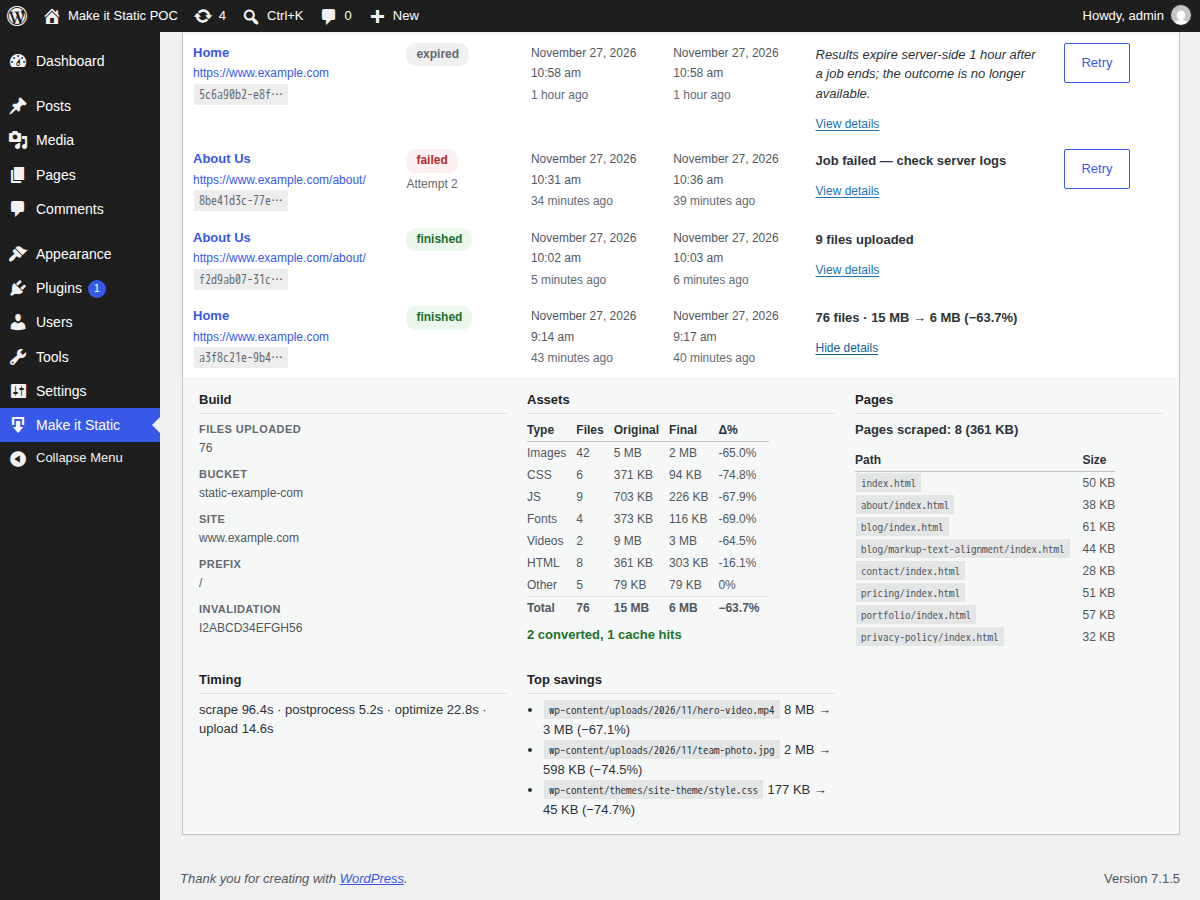 Make it Static POC 4 Ctrl+K 0 New Howdy, admin
Dashboard
Posts
Media
Pages
Comments
Appearance
Plugins 1
Users
Tools
Settings
Make it Static
Collapse Menu
Home expired November 27, 2026 November 27, 2026 Results expire server-side 1 hour after Retry
https://www.example.com 10:58 am 10:58 am a job ends; the outcome is no longer
5c6a90b2-e8f··· 1 hour ago 1 hour ago available.
View details
About Us failed November 27, 2026 November 27, 2026 Job failed — check server logs Retry
https://www.example.com/about/ Attempt 2 10:31 am 10:36 am View details
8be41d3c-77e··· 34 minutes ago 39 minutes ago
About Us finished November 27, 2026 November 27, 2026 9 files uploaded
https://www.example.com/about/ 10:02 am 10:03 am View details
f2d9ab07-31c··· 5 minutes ago 6 minutes ago
Home finished November 27, 2026 November 27, 2026 76 files · 15 MB → 6 MB (−63.7%)
https://www.example.com 9:14 am 9:17 am Hide details
a3f8c21e-9b4··· 43 minutes ago 40 minutes ago
Build
FILES UPLOADED
76
BUCKET
static-example-com
SITE
www.example.com
PREFIX
/
INVALIDATION
I2ABCD34EFGH56
Assets
Type Files Original Final Δ%
Images 42 5 MB 2 MB -65.0%
CSS 6 371 KB 94 KB -74.8%
JS 9 703 KB 226 KB -67.9%
Fonts 4 373 KB 116 KB -69.0%
Videos 2 9 MB 3 MB -64.5%
HTML 8 361 KB 303 KB -16.1%
Other 5 79 KB 79 KB 0%
Total 76 15 MB 6 MB −63.7%
2 converted, 1 cache hits
Pages
Pages scraped: 8 (361 KB)
Path Size
index.html 50 KB
about/index.html 38 KB
blog/index.html 61 KB
blog/markup-text-alignment/index.html 44 KB
contact/index.html 28 KB
pricing/index.html 51 KB
portfolio/index.html 57 KB
privacy-policy/index.html 32 KB
Timing
scrape 96.4s · postprocess 5.2s · optimize 22.8s ·
upload 14.6s
Top savings
• wp-content/uploads/2026/11/hero-video.mp4 8 MB →
3 MB (−67.1%)
• wp-content/uploads/2026/11/team-photo.jpg 2 MB →
598 KB (−74.5%)
• wp-content/themes/site-theme/style.css 177 KB →
45 KB (−74.7%)
Thank you for creating with WordPress. Version 7.1.5